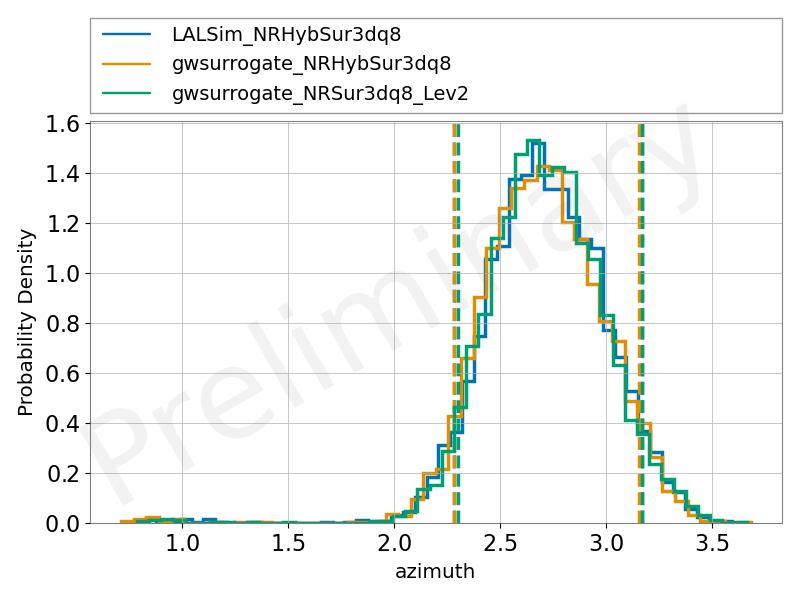 LALSim_NRHybSur3dq8
gwsurrogate_NRHybSur3dq8
gwsurrogate_NRSur3dq8_Lev2
1.6
1.4
1.2
1.0
0.8
0.6
0.4
0.2
0.0
Probability Density
Preliminary
1.0 1.5 2.0 2.5 3.0 3.5
azimuth